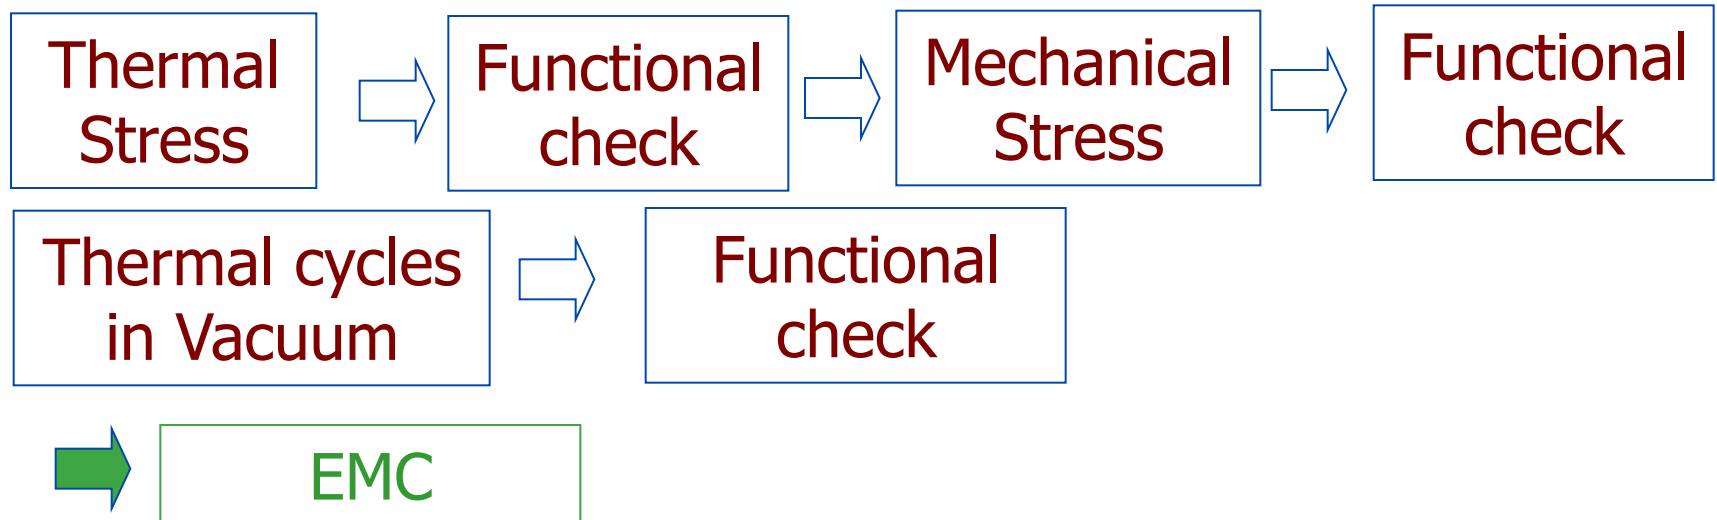 Thermal
Stress
Functional
check
Mechanical
Stress
Functional
check
Thermal cycles
in Vacuum
Functional
check
EMC